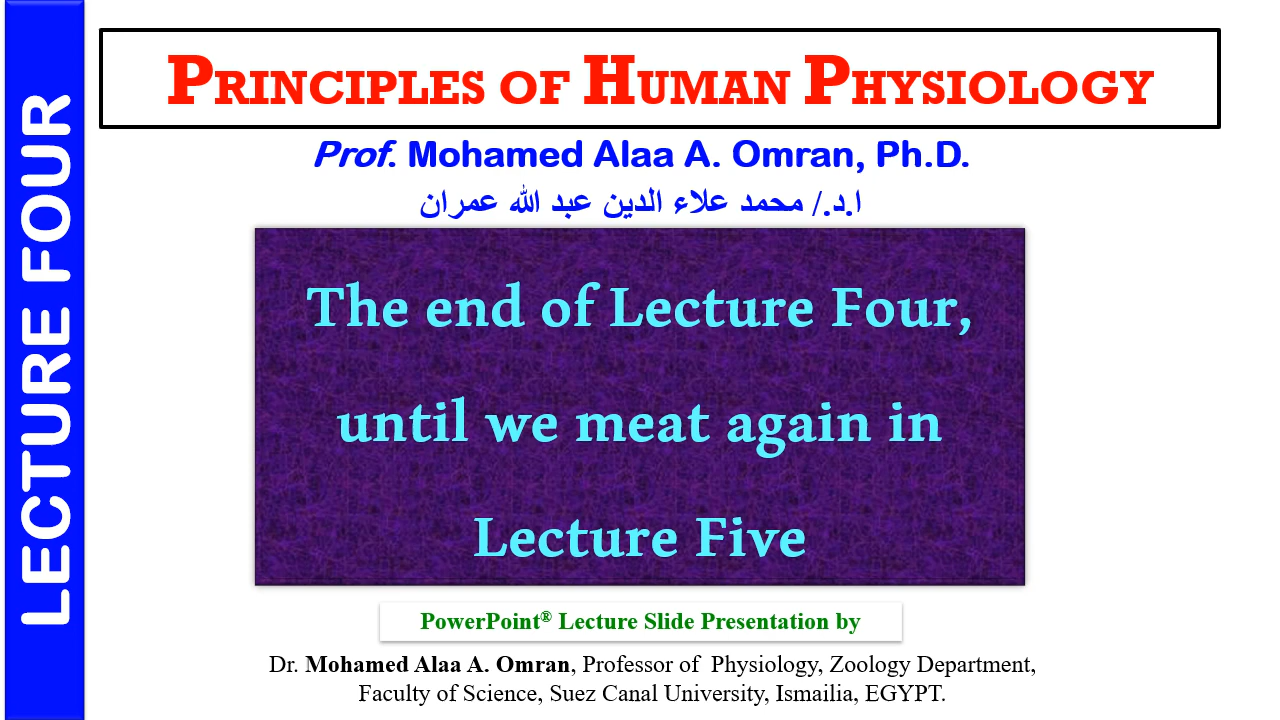 LECTURE FOUR
PRINCIPLES OF HUMAN PHYSIOLOGY
Prof. Mohamed Alaa A. Omran, Ph.D.
ا.د./ محمد علاء الدين عبد الله عمران
The end of Lecture Four,
until we meat again in
Lecture Five
PowerPoint® Lecture Slide Presentation by
Dr. Mohamed Alaa A. Omran, Professor of Physiology, Zoology Department,
Faculty of Science, Suez Canal University, Ismailia, EGYPT.